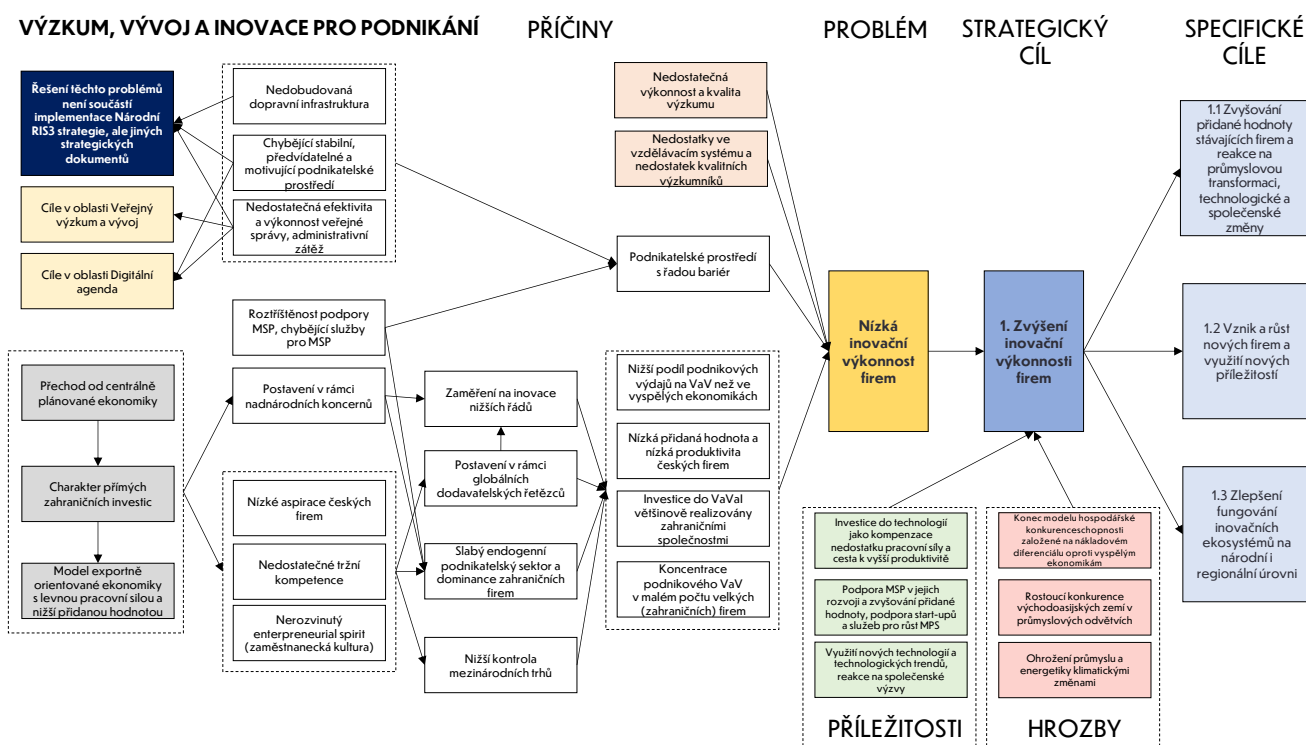 VÝZKUM, VÝVOJ A INOVACE PRO PODNIKÁNÍ
PŘÍČINY
PROBLÉM
STRATEGICKÝ
CÍL
SPECIFICKÉ
CÍLE
Řešení těchto problémů
není součástí
implementace Národní
RIS3 strategie, ale jiných
strategických
dokumentů
Cíle v oblasti Veřejný
výzkum a vývoj
Cíle v oblasti Digitální
agenda
Nedobudovaná
dopravní infrastruktura
Chybějící stabilní,
předvídatelné a
motivující podnikatelské
prostředí
Nedostatečná efektivita
a výkonnost veřejné
správy, administrativní
zátěž
Roztříštěnost podpory
MSP, chybějící služby
pro MSP
Přechod od centrálně
plánované ekonomiky
Charakter přímých
zahraničních investic
Model exportně
orientované ekonomiky
s levnou pracovní silou a
nižší přidanou hodnotou
Postavení v rámci
nadnárodních koncernů
Nízké aspirace českých
firem
Nedostatečné tržní
kompetence
Nerozvinutý
enterpreneurial spirit
(zaměstnanecká kultura)
Zaměření na inovace
nižších řádů
Postavení v rámci
globálních
dodavatelských řetězců
Slabý endogenní
podnikatelský sektor a
dominance zahraničních
firem
Nižší kontrola
mezinárodních trhů
Nedostatečná
výkonnost a kvalita
výzkumu
Nedostatky ve
vzdělávacím systému a
nedostatek kvalitních
výzkumníků
Podnikatelské prostředí
s řadou bariér
Nižší podíl podnikových
výdajů na VaV než ve
vyspělých ekonomikách
Nízká přidaná hodnota a
nízká produktivita
českých firem
Investice do VaVaI
většinově realizovány
zahraničními
společnostmi
Koncentrace
podnikového VaV
v malém počtu velkých
(zahraničních) firem
Nízká
inovační
výkonnost
firem
1. Zvýšení
inovační
výkonnosti
firem
1.1 Zvyšování
přidané hodnoty
stávajících firem a
reakce na
průmyslovou
transformaci,
technologické a
společenské
změny
1.2 Vznik a růst
nových firem a
využití nových
příležitostí
1.3 Zlepšení
fungování
inovačních
ekosystémů na
národní i
regionální úrovni
Investice do technologií
jako kompenzace
nedostatku pracovní síly a
cesta k vyšší produktivitě
Podpora MSP v jejich
rozvoji a zvyšování přidané
hodnoty, podpora start-upů
a služeb pro růst MPS
Využití nových technologií a
technologických trendů,
reakce na společenské
výzvy
PŘÍLEŽITOSTI
Konec modelu hospodářské
konkurenceschopnosti
založené na nákladovém
diferenciálu oproti vyspělým
ekonomikám
Rostoucí konkurence
východoasijských zemí v
průmyslových odvětvích
Ohrožení průmyslu a
energetiky klimatickými
změnami
HROZBY